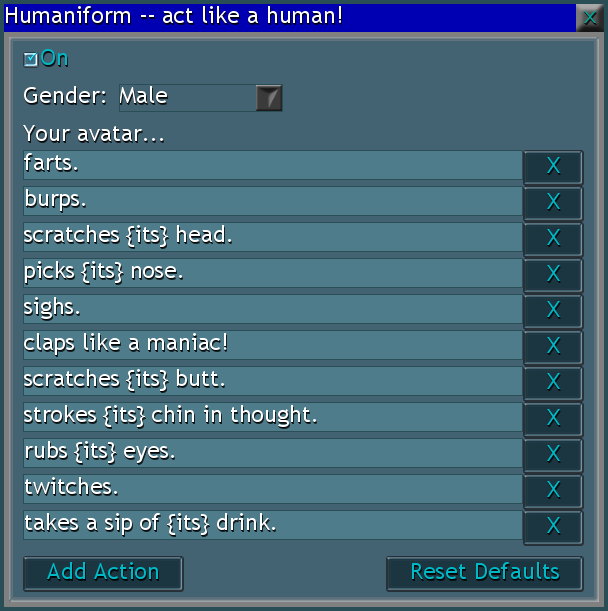 Humaniform -- act like a human!
X
On
Gender: Male
Your avatar...
farts. X
burps. X
scratches {its} head. X
picks {its} nose. X
sighs. X
claps like a maniac! X
scratches {its} butt. X
strokes {its} chin in thought. X
rubs {its} eyes. X
twitches. X
takes a sip of {its} drink. X
Add Action Reset Defaults